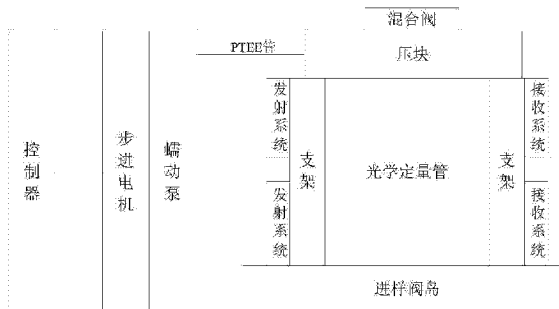 混合阀
PTEE管
压块
控制器
步进电机
蠕动泵
发射系统
发射系统
支架
光学定量管
支架
接收系统
接收系统
进样阀岛